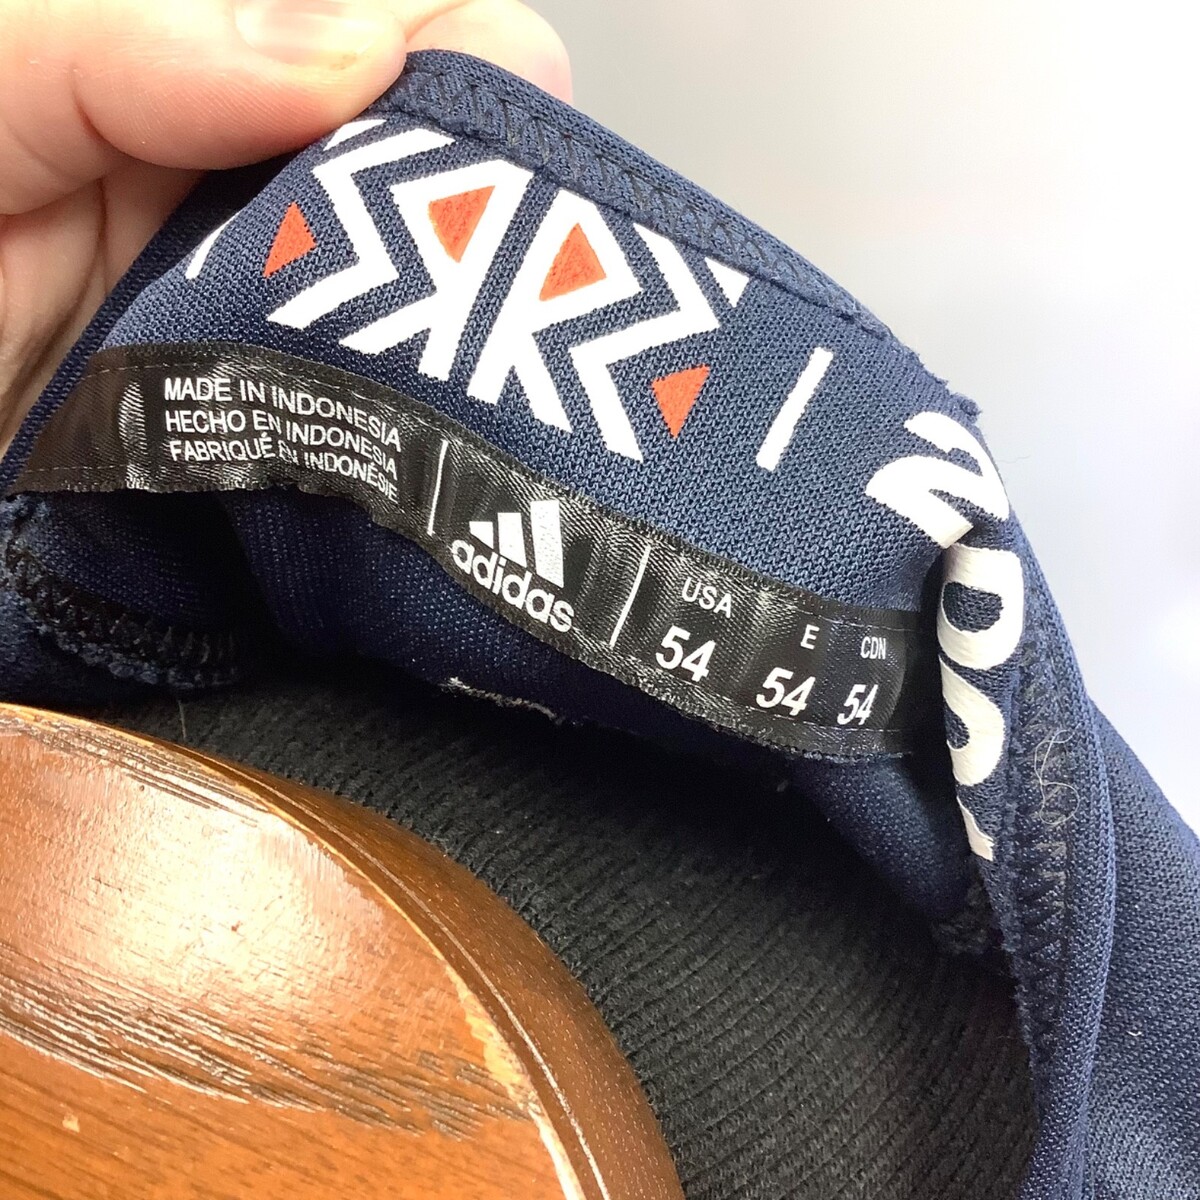 MADE IN INDONESIA
HECHO EN INDONESIA
FABRIQUÉ EN INDONÉSIE
adidas
USA
54
E
54
CDN
54